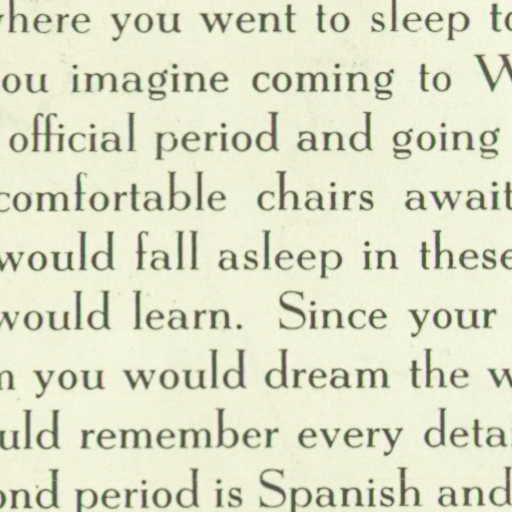 where you went to sleep to
ou imagine coming to W
official period and going
comfortable chairs await
would fall asleep in these
would learn. Since your
n you would dream the w
uld remember every detai
ond period is Spanish and